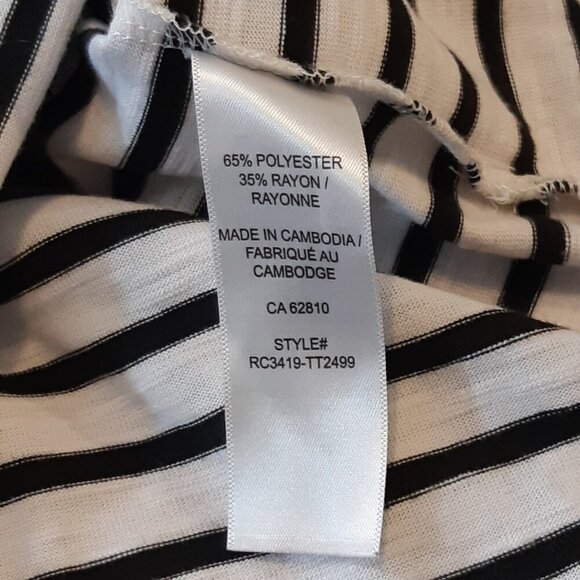 65% POLYESTER
35% RAYON /
RAYONNE
MADE IN CAMBODIA /
FABRIQUÉ AU
CAMBODGE
CA 62810
STYLE#
RC3419-TT2499